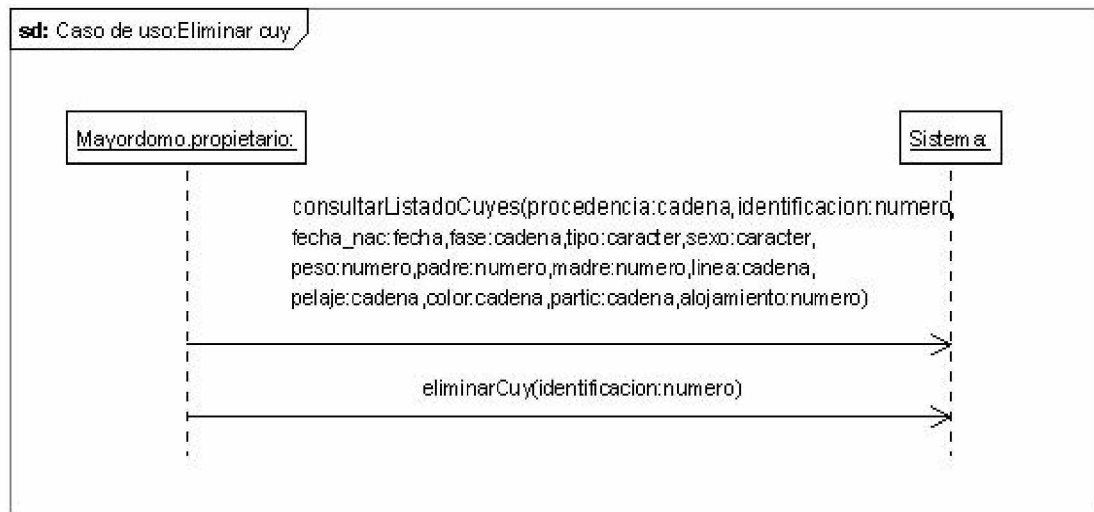 sd: Caso de uso:Eliminar cuy
Mayordomo.propietario:
Sistema:
consultarListadoCuyes(procedencia:cadena,identificacion:numero,
fecha_nac:fecha,fase:cadena,tipo:caracter,sexo:caracter,
peso:numero,padre:numero,madre:numero,linea:cadena,
pelaje:cadena,color:cadena,partic:cadena,alojamiento:numero)
eliminarCuy(identificacion:numero)